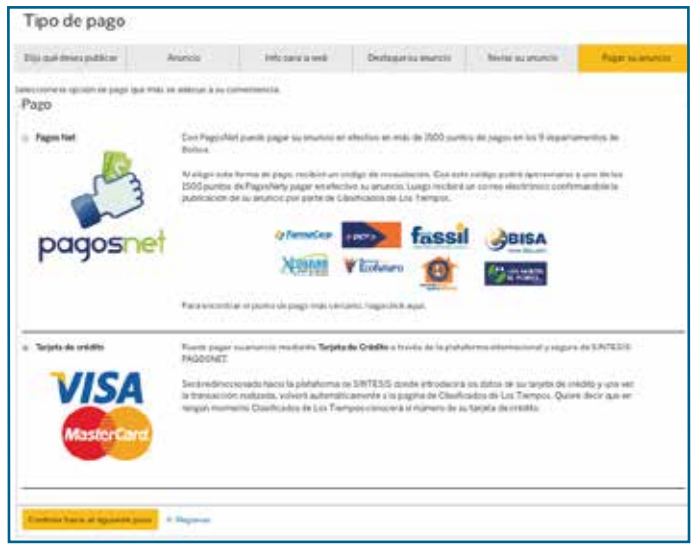 Tipo de pago
Elija qué desea publicar
Anuncio
Info para la web
Destaque su anuncio
Revise su anuncio
Pagar su anuncio
Seleccione la opción de pago que más se adecue a su conveniencia.
Pago
Pagos Net
Con PagosNet puede pagar su anuncio en efectivo en más de 1500 puntos de pagos en los 9 departamentos de
Bolivia.
Al elegir esta forma de pago, recibirá un código de recaudación. Con este código podrá apersonarse a uno de los
1500 puntos de PagosNet y pagar en efectivo su anuncio. Luego recibirá un correo electrónico confirmándole la
publicación de su anuncio por parte de Clasificados de Los Tiempos.
pagosnet
FarmaCorp
fassil
BISA
Ecofuturo
Para encontrar el punto de pago más cercano, haga click aquí.
Tarjeta de crédito
Puede pagar su anuncio mediante Tarjeta de Crédito a través de la plataforma internacional y segura de SINTESIS
PAGOSNET.
Será redireccionado hacia la plataforma de SINTESIS donde introducirá los datos de su tarjeta de crédito y una vez
la transacción realizada, volverá automáticamente a la página de Clasificados de Los Tiempos. Quiere decir que en
ningún momento Clasificados de Los Tiempos conocerá el número de su tarjeta de crédito.
VISA
MasterCard
Continúe hacia el siguiente paso
Regresar